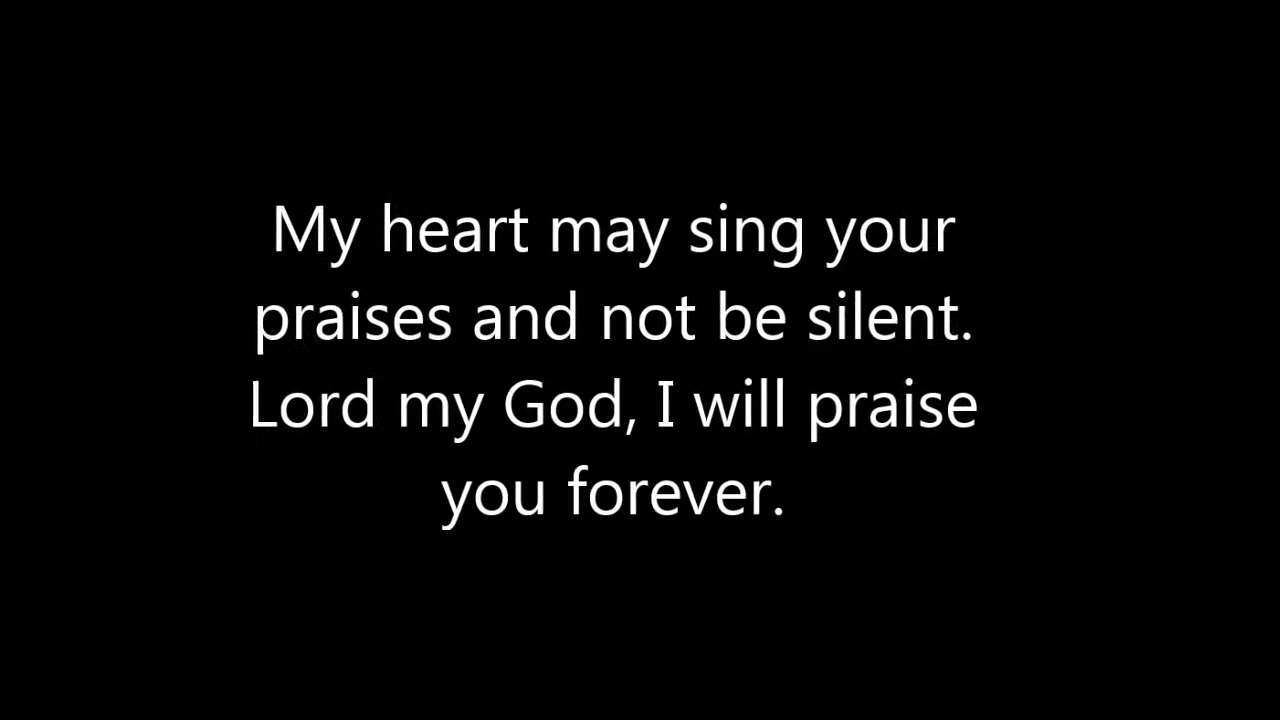 My heart may sing your
praises and not be silent.
Lord my God, I will praise
you forever.